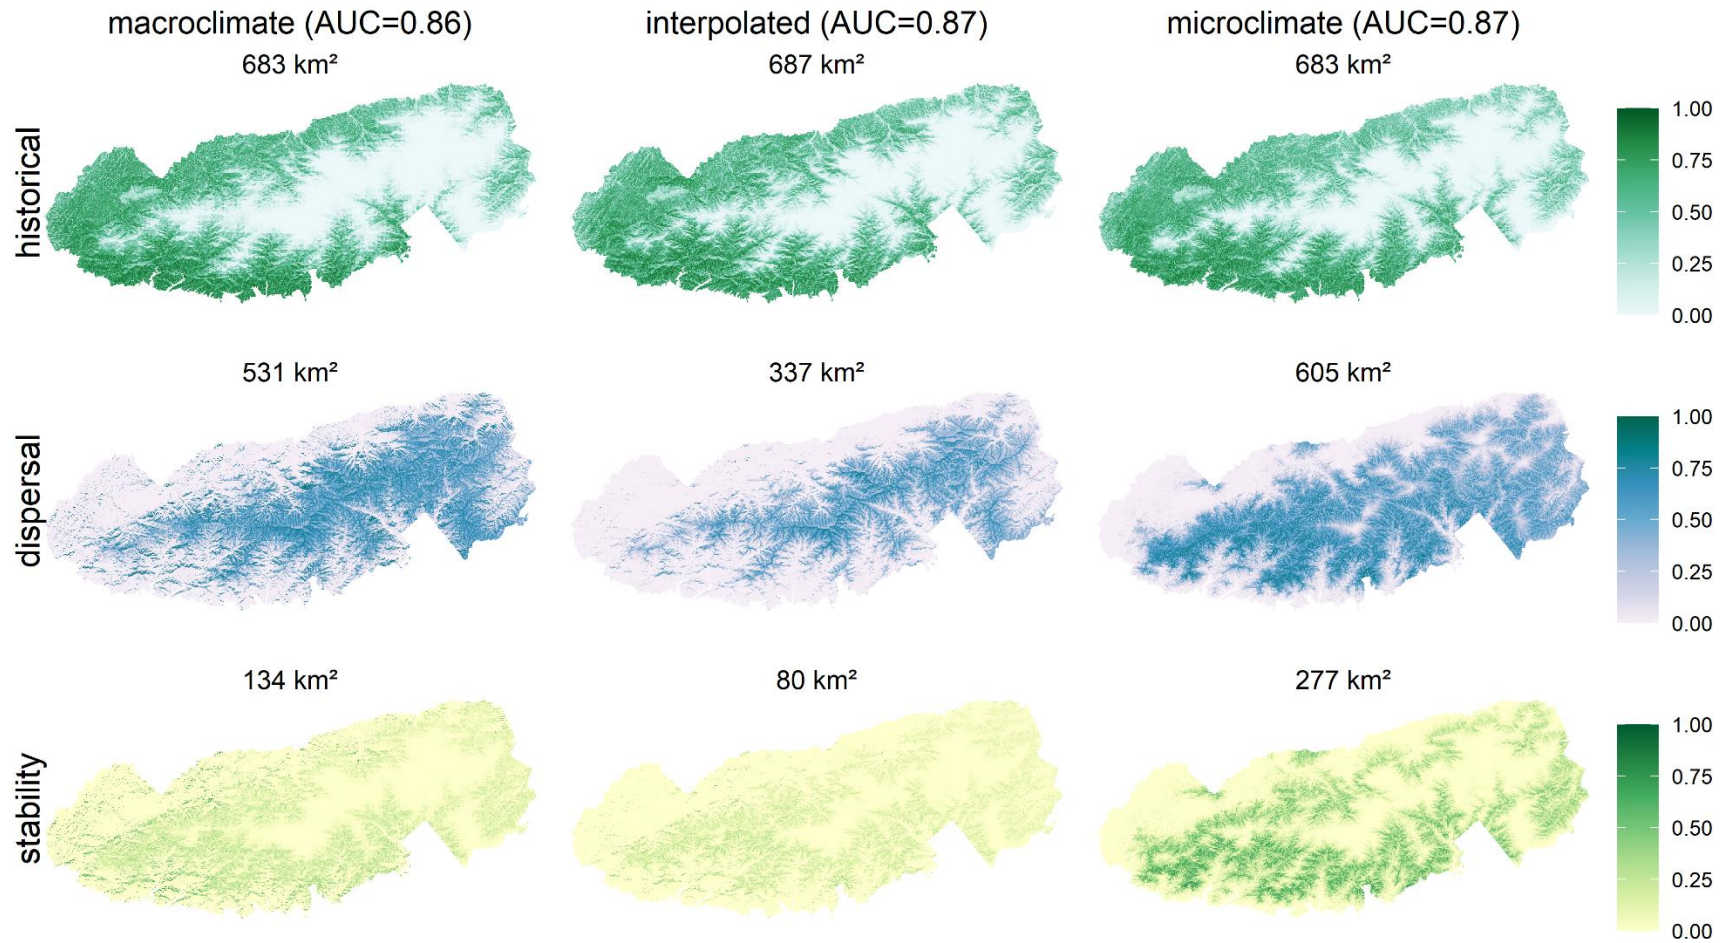 macroclimate (AUC=0.86) interpolated (AUC=0.87) microclimate (AUC=0.87)
683 km² 687 km² 683 km²
historical
1.00
0.75
0.50
0.25
0.00
531 km² 337 km² 605 km²
dispersal
1.00
0.75
0.50
0.25
0.00
134 km² 80 km² 277 km²
stability
1.00
0.75
0.50
0.25
0.00